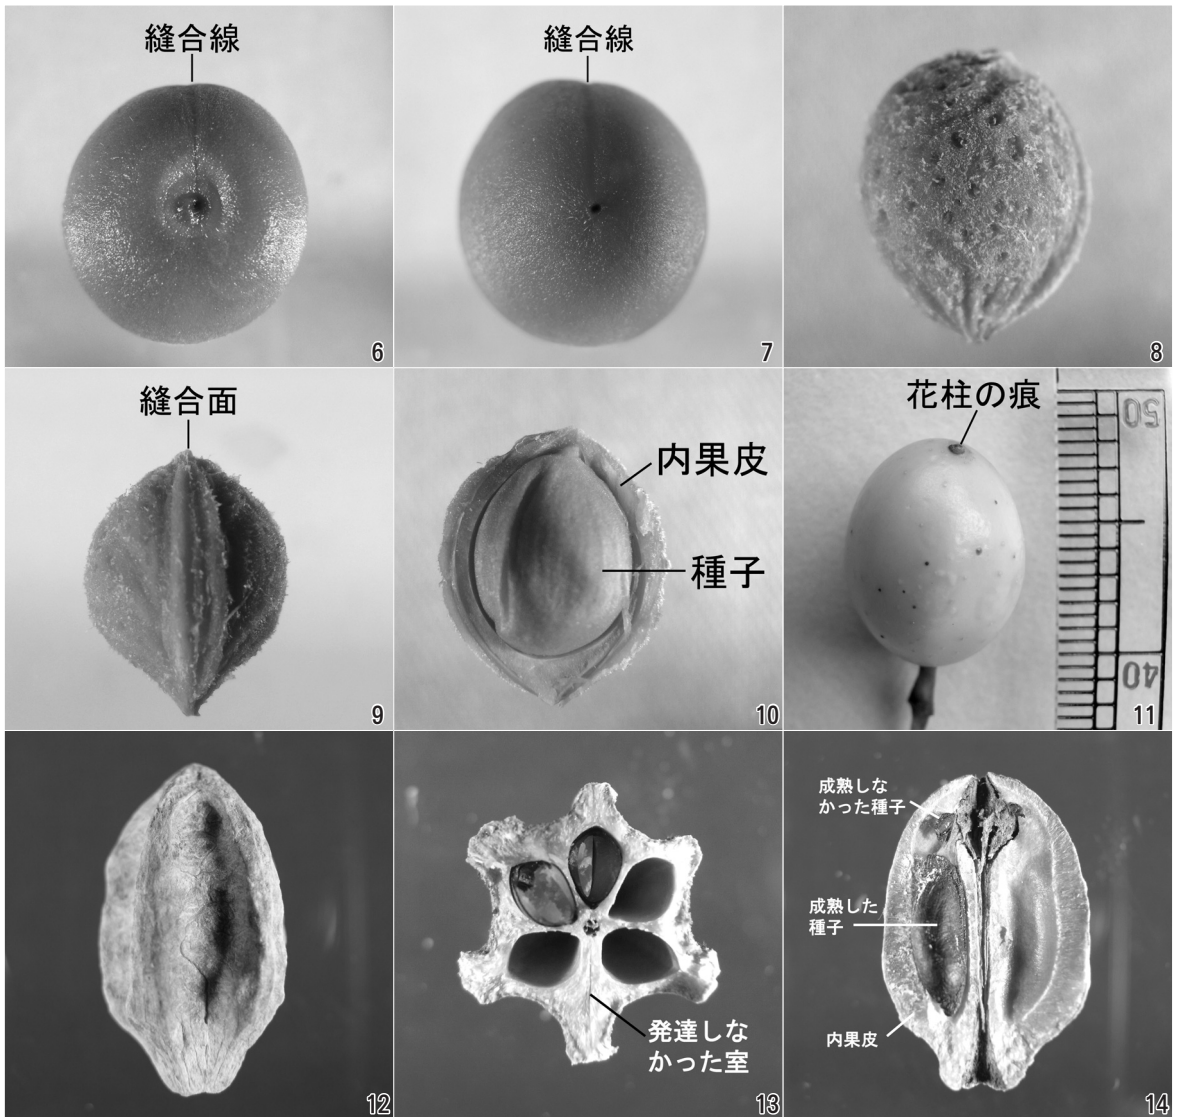 縫合線
6
縫合線
7
8
縫合面
9
内果皮
種子
10
花柱の痕
50
40
11
12
発達しな
かった室
13
成熟しな
かった種子
成熟した
種子
内果皮
14